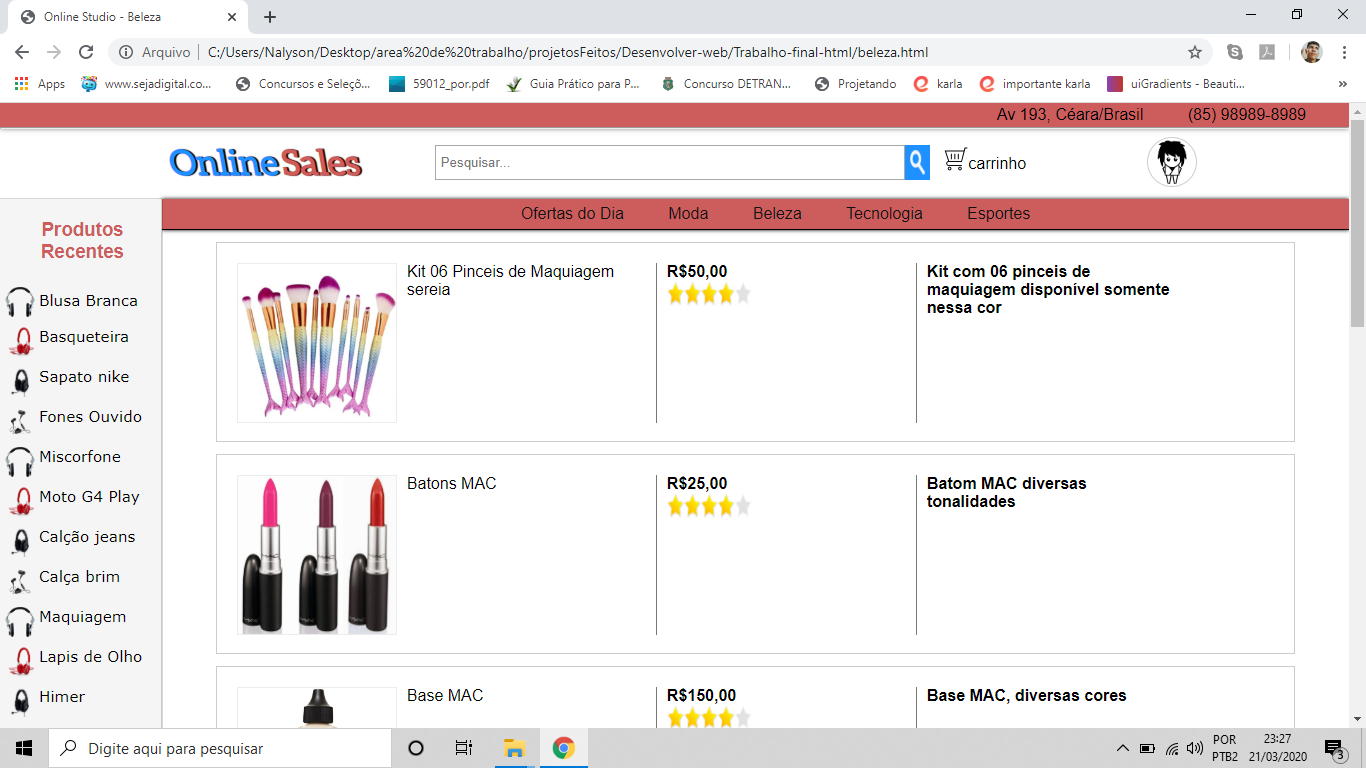 Online Studio - Beleza
Arquivo | C:/Users/Nalyson/Desktop/area%20de%20trabalho/projetosFeitos/Desenvolver-web/Trabalho-final-html/beleza.html
Apps www.sejadigital.co... Concursos e Seleçõ... 59012_por.pdf Guia Prático para P... Concurso DETRAN... Projetando karla importante karla uiGradients - Beauti...
Av 193, Céara/Brasil (85) 98989-8989
OnlineSales
Pesquisar...
carrinho
Ofertas do Dia Moda Beleza Tecnologia Esportes
Produtos
Recentes
Blusa Branca
Basqueteira
Sapato nike
Fones Ouvido
Miscorfone
Moto G4 Play
Calção jeans
Calça brim
Maquiagem
Lapis de Olho
Himer
Kit 06 Pinceis de Maquiagem
sereia
R$50,00
Kit com 06 pinceis de
maquiagem disponível somente
nessa cor
Batons MAC
R$25,00
Batom MAC diversas
tonalidades
Base MAC
R$150,00
Base MAC, diversas cores
Digite aqui para pesquisar
POR
PTB2
23:27
21/03/2020
3